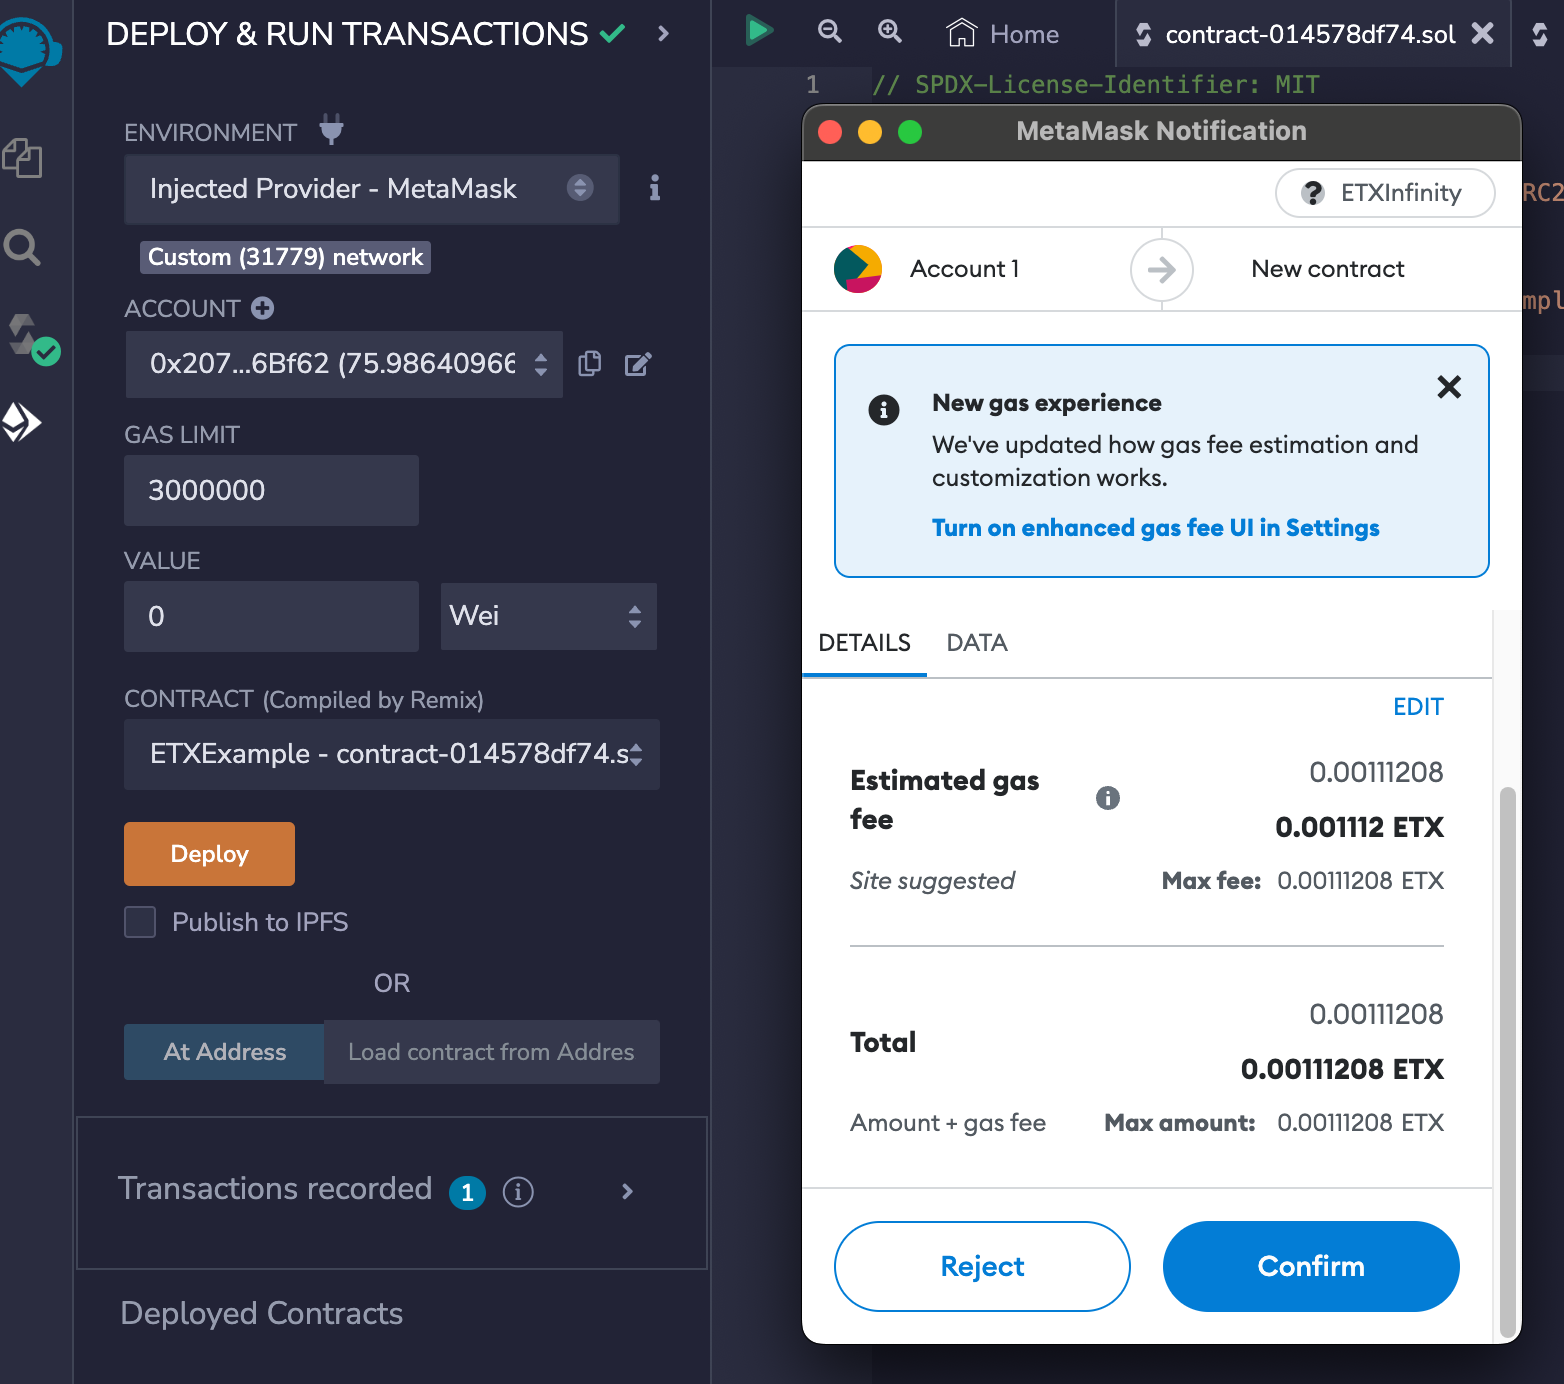 DEPLOY & RUN TRANSACTIONS
ENVIRONMENT
Injected Provider - MetaMask
Custom (31779) network
ACCOUNT
0x207...6Bf62 (75.98640966
GAS LIMIT
3000000
VALUE
0
Wei
CONTRACT (Compiled by Remix)
ETXExample - contract-014578df74.s
Deploy
Publish to IPFS
OR
At Address
Load contract from Addres
Transactions recorded 1
Deployed Contracts
Home
contract-014578df74.sol
1 // SPDX-License-Identifier: MIT
RC2
mpl
MetaMask Notification
ETXInfinity
Account 1
New contract
New gas experience
We've updated how gas fee estimation and
customization works.
Turn on enhanced gas fee UI in Settings
DETAILS
DATA
EDIT
Estimated gas
fee
0.00111208
0.001112 ETX
Site suggested
Max fee: 0.00111208 ETX
0.00111208
Total
0.00111208 ETX
Amount + gas fee
Max amount: 0.00111208 ETX
Reject
Confirm